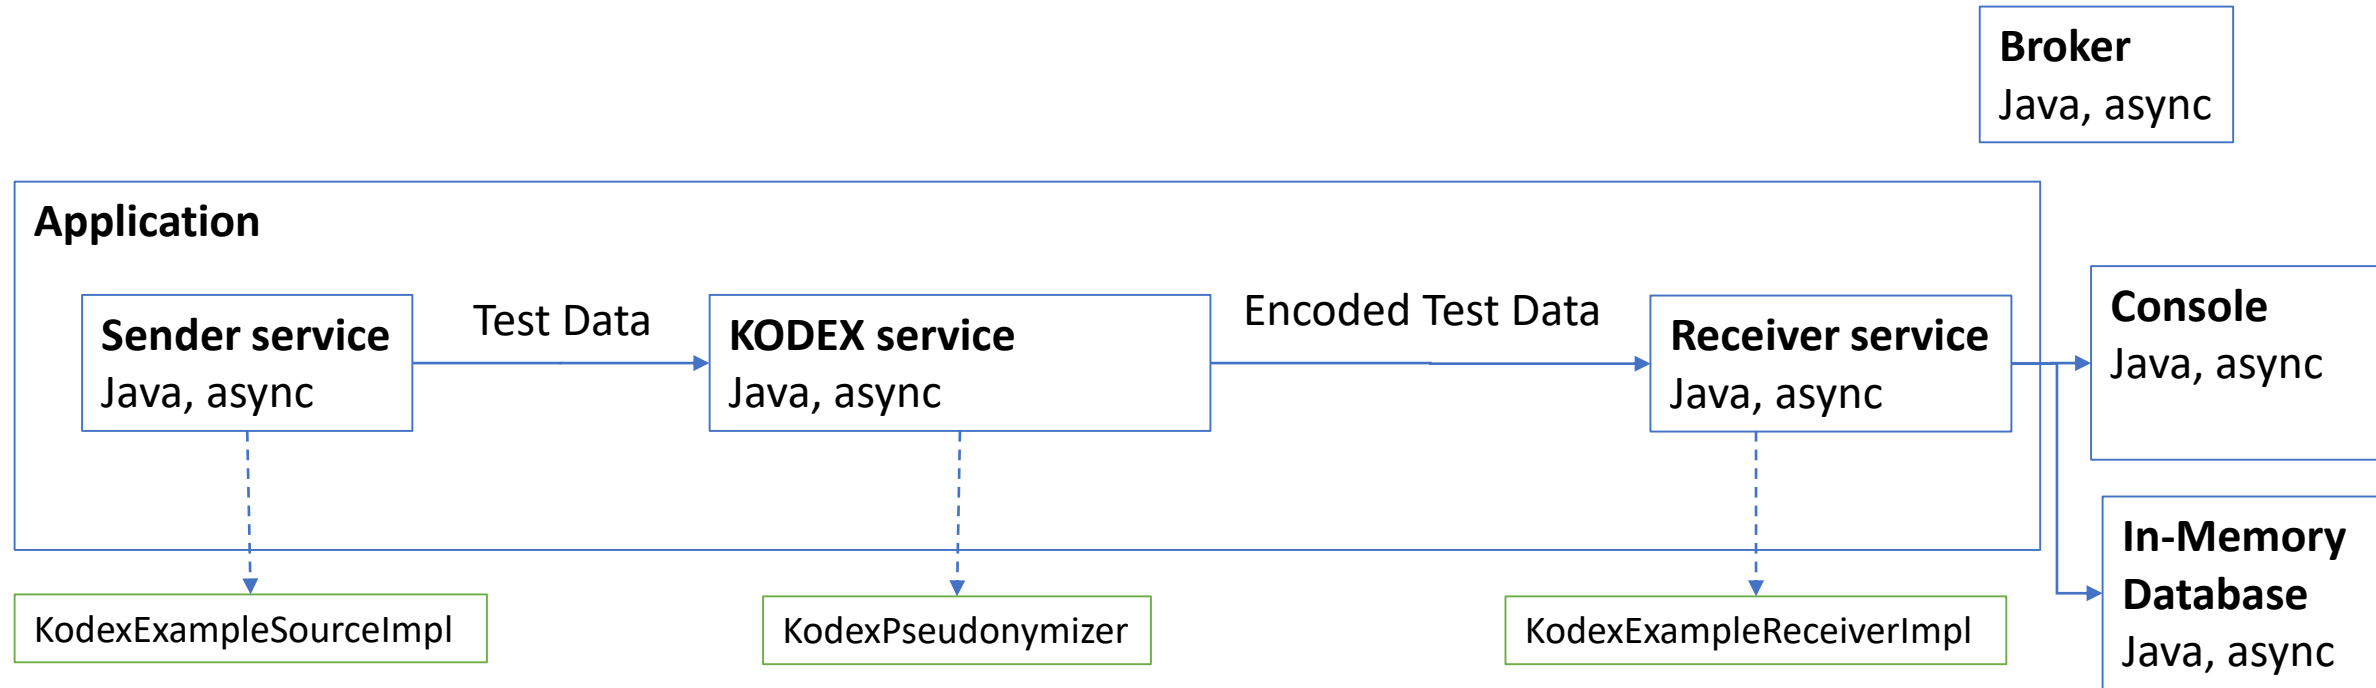 Broker
Java, async
Application
Sender service
Java, async
Test Data
KODEX service
Java, async
Encoded Test Data
Receiver service
Java, async
Console
Java, async
In-Memory
Database
Java, async
KodexExampleSourceImpl
KodexPseudonymizer
KodexExampleReceiverImpl